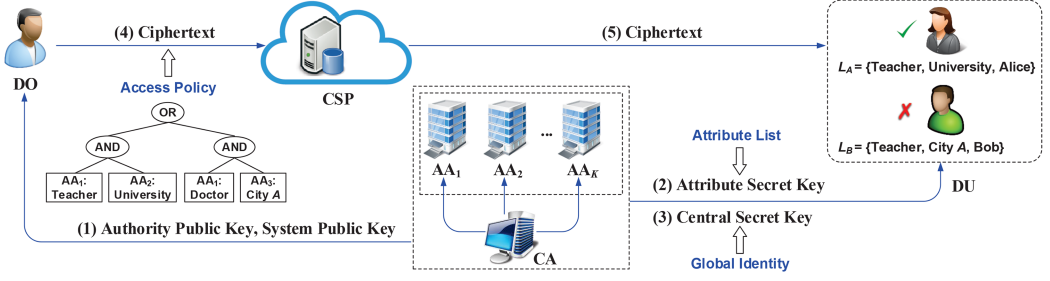 (4) Ciphertext
(5) Ciphertext
DO
Access Policy
CSP
L_A = {Teacher, University, Alice}
OR
AND
AND
AA1:
Teacher
AA2:
University
AA1:
Doctor
AA3:
City A
AA1
AA2
...
AAK
Attribute List
L_B = {Teacher, City A, Bob}
(2) Attribute Secret Key
DU
(1) Authority Public Key, System Public Key
(3) Central Secret Key
CA
Global Identity